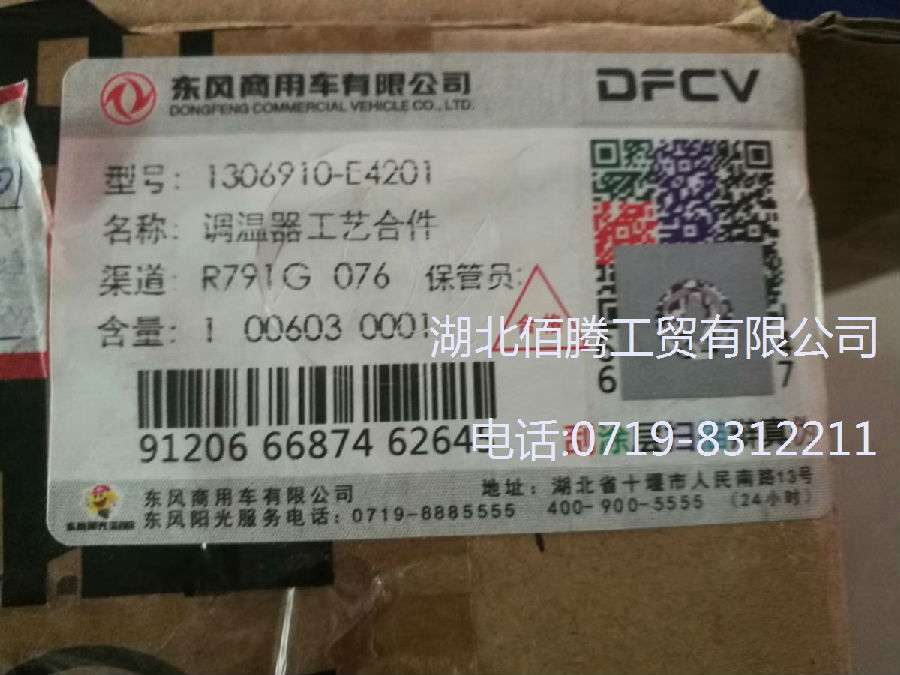 东风商用车有限公司
DONGFENG COMMERCIAL VEHICLE CO., LTD.
DFCV
型号: 1306910-E4201
名称: 调温器工艺合件
渠道: R791G 076 保管员:
含量: 1 00603 0001
湖北佰腾工贸有限公司
6 7
91206 66874 6264
电话:0719-8312211
东风商用车有限公司
东风阳光服务电话: 0719-8885555
地址: 湖北省十堰市人民南路13号
400-900-5555 (24小时)